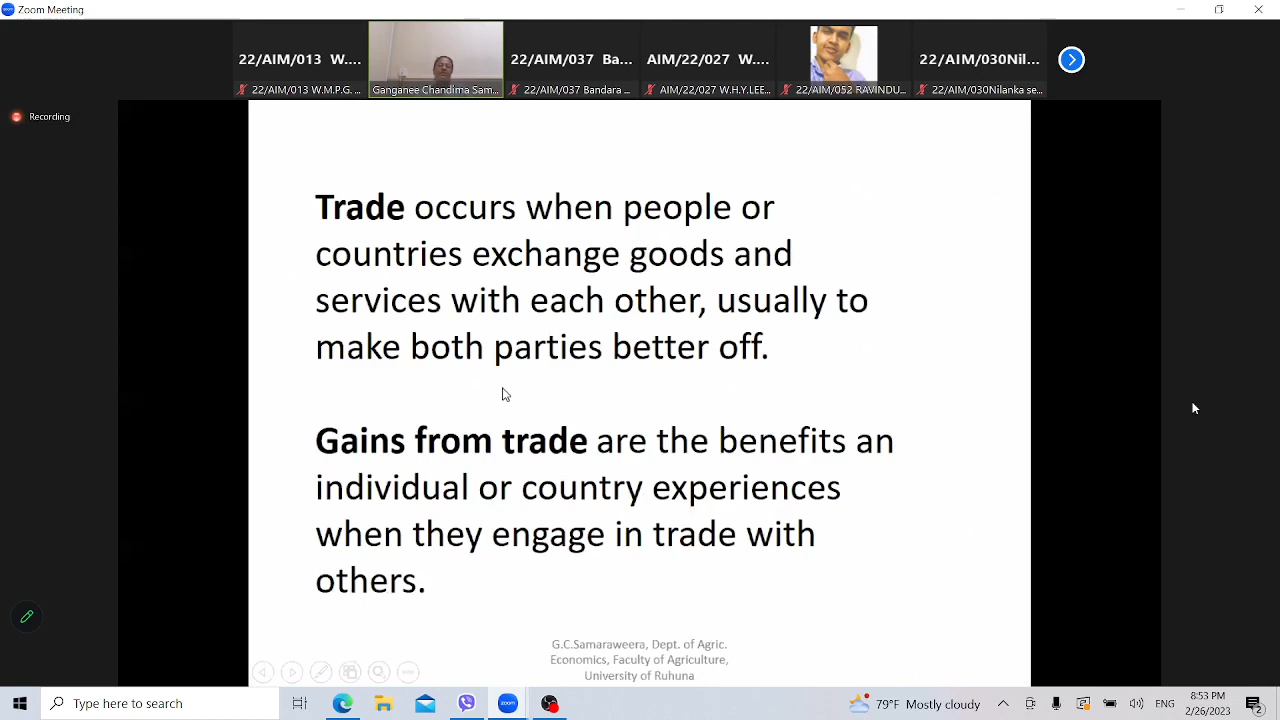 Zoom Meeting
22/AIM/013 W....
22/AIM/037 Ba...
AIM/22/027 W....
22/AIM/030Nil...
22/AIM/013 W.M.P.G. ...
Ganganee Chandima Sam...
22/AIM/037 Bandara ...
AIM/22/027 W.H.Y.LEE...
22/AIM/052 RAVINDU...
22/AIM/030Nilanka se...
Recording
Trade occurs when people or
countries exchange goods and
services with each other, usually to
make both parties better off.
Gains from trade are the benefits an
individual or country experiences
when they engage in trade with
others.
G.C.Samaraweera, Dept. of Agric.
Economics, Faculty of Agriculture,
University of Ruhuna
Type here to search
zoom
79°F Mostly cloudy
ENG
8:53 PM
2/26/2023
2